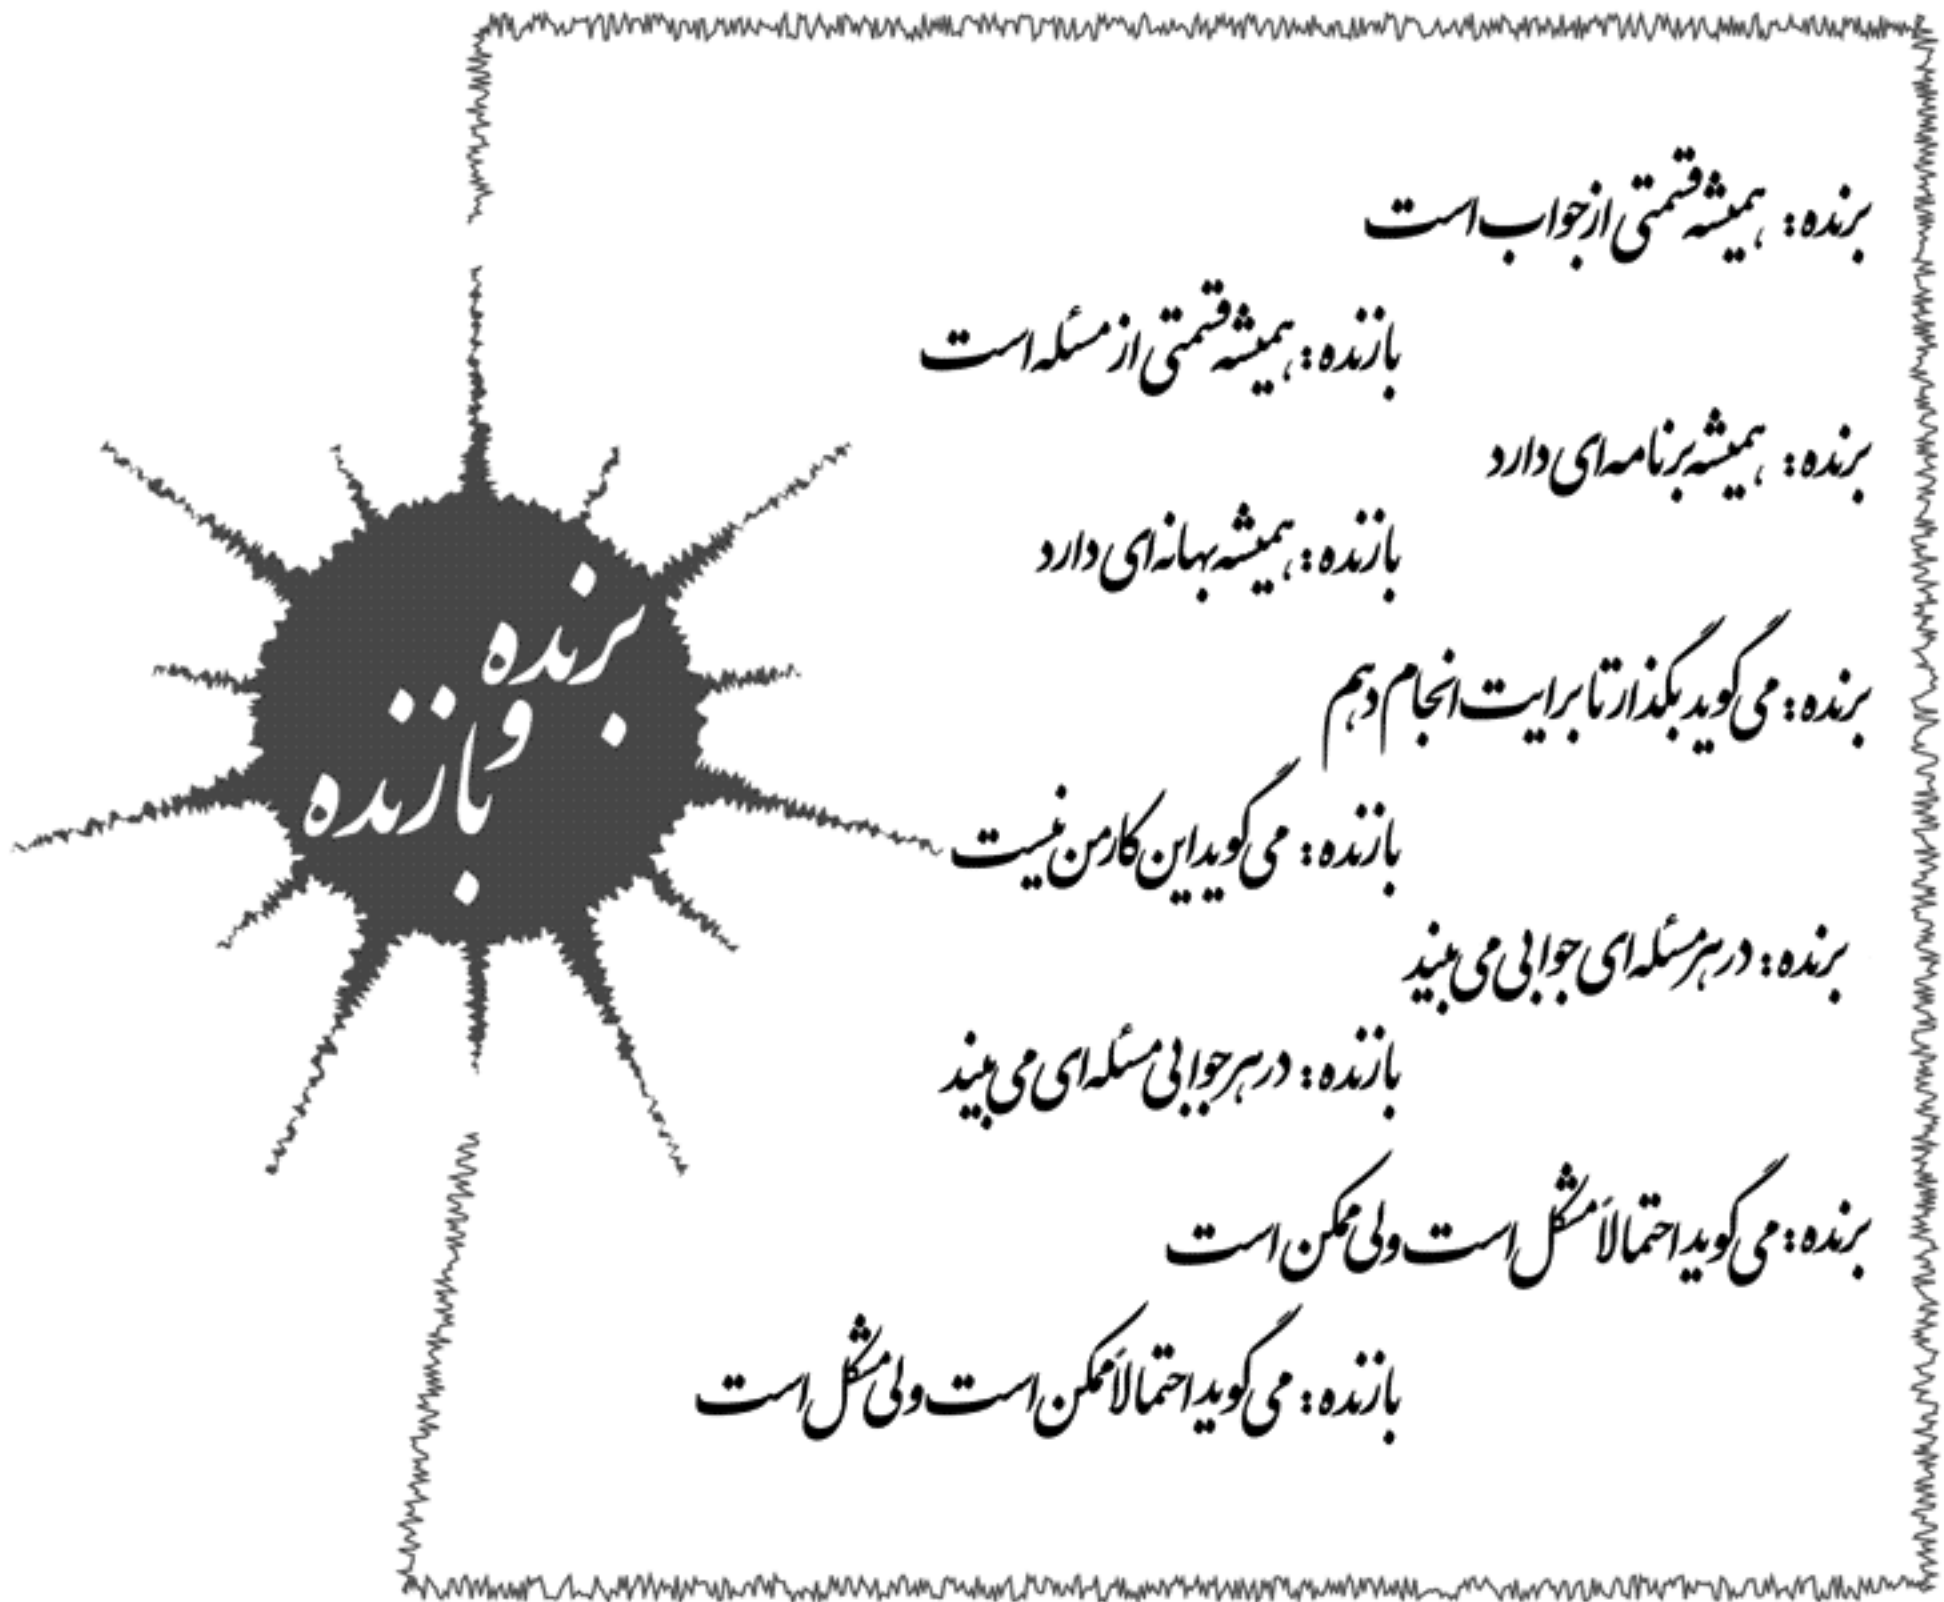 برنده: همیشه قسمتی از جواب است
بازنده: همیشه قسمتی از مسئله است
برنده: همیشه برنامه‌ای دارد
بازنده: همیشه بهانه‌ای دارد
برنده: می‌گوید بگذار تا برایت انجام دهم
بازنده: می‌گوید این کار من نیست
برنده: در هر مسئله‌ای جوابی می‌بیند
بازنده: در هر جوابی مسئله‌ای می‌بیند
برنده: می‌گوید احتمالاً مشکل است ولی ممکن است
بازنده: می‌گوید احتمالاً ممکن است ولی مشکل است
برنده
و
بازنده